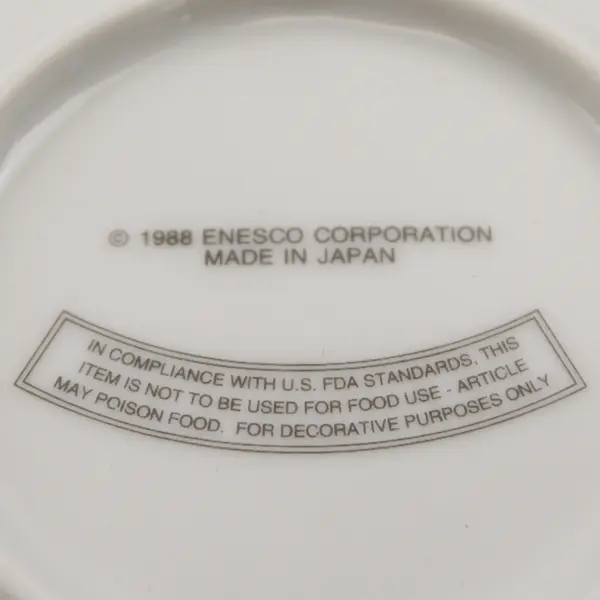 © 1988 ENESCO CORPORATION
MADE IN JAPAN
IN COMPLIANCE WITH U.S. FDA STANDARDS, THIS
ITEM IS NOT TO BE USED FOR FOOD USE - ARTICLE
MAY POISON FOOD. FOR DECORATIVE PURPOSES ONLY